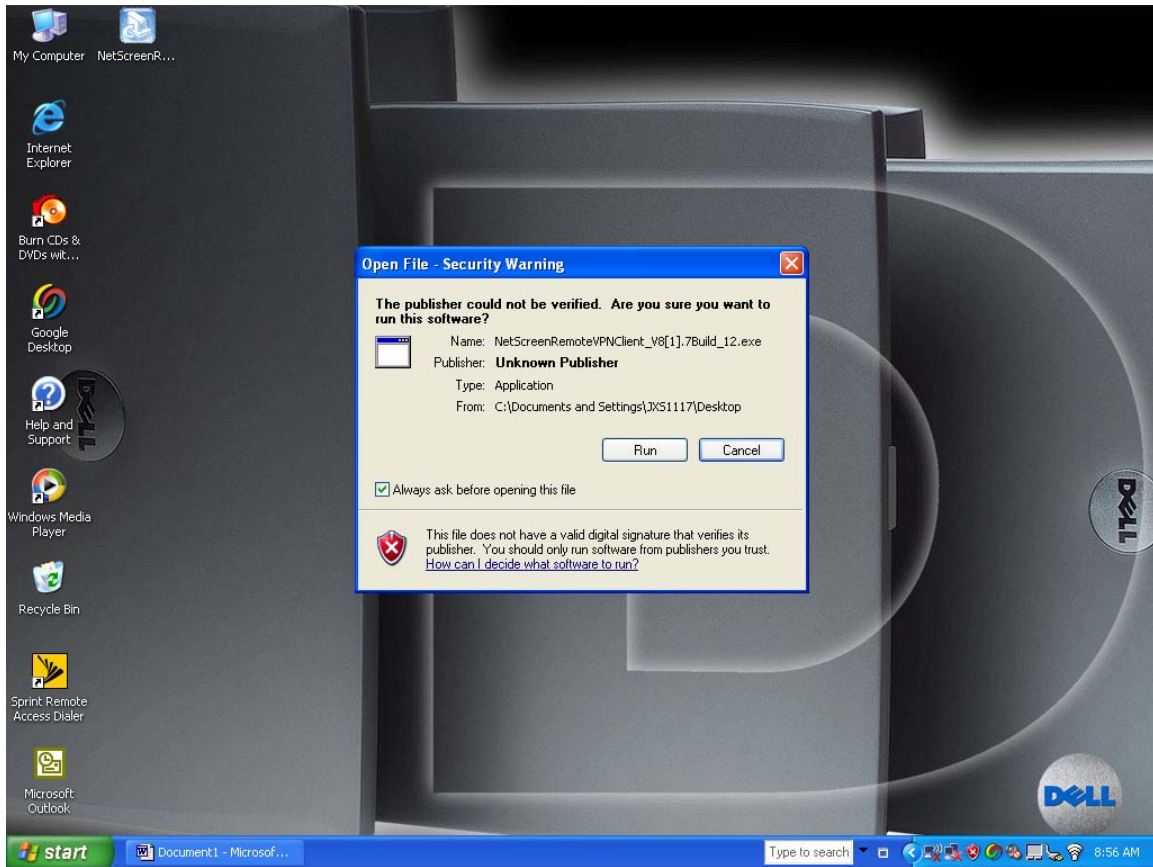 My Computer
NetScreenR...
Internet
Explorer
Burn CDs &
DVDs wit...
Google
Desktop
Help and
Support
Windows Media
Player
Recycle Bin
Sprint Remote
Access Dialer
Microsoft
Outlook
Open File - Security Warning
The publisher could not be verified.  Are you sure you want to
run this software?
Name: NetScreenRemoteVPNClient_V8[1].7Build_12.exe
Publisher: Unknown Publisher
Type: Application
From: C:\Documents and Settings\JXS1117\Desktop
Run
Cancel
Always ask before opening this file
This file does not have a valid digital signature that verifies its
publisher.  You should only run software from publishers you trust.
How can I decide what software to run?
DELL
DELL
DELL
start
Document1 - Microsof...
Type to search
8:56 AM